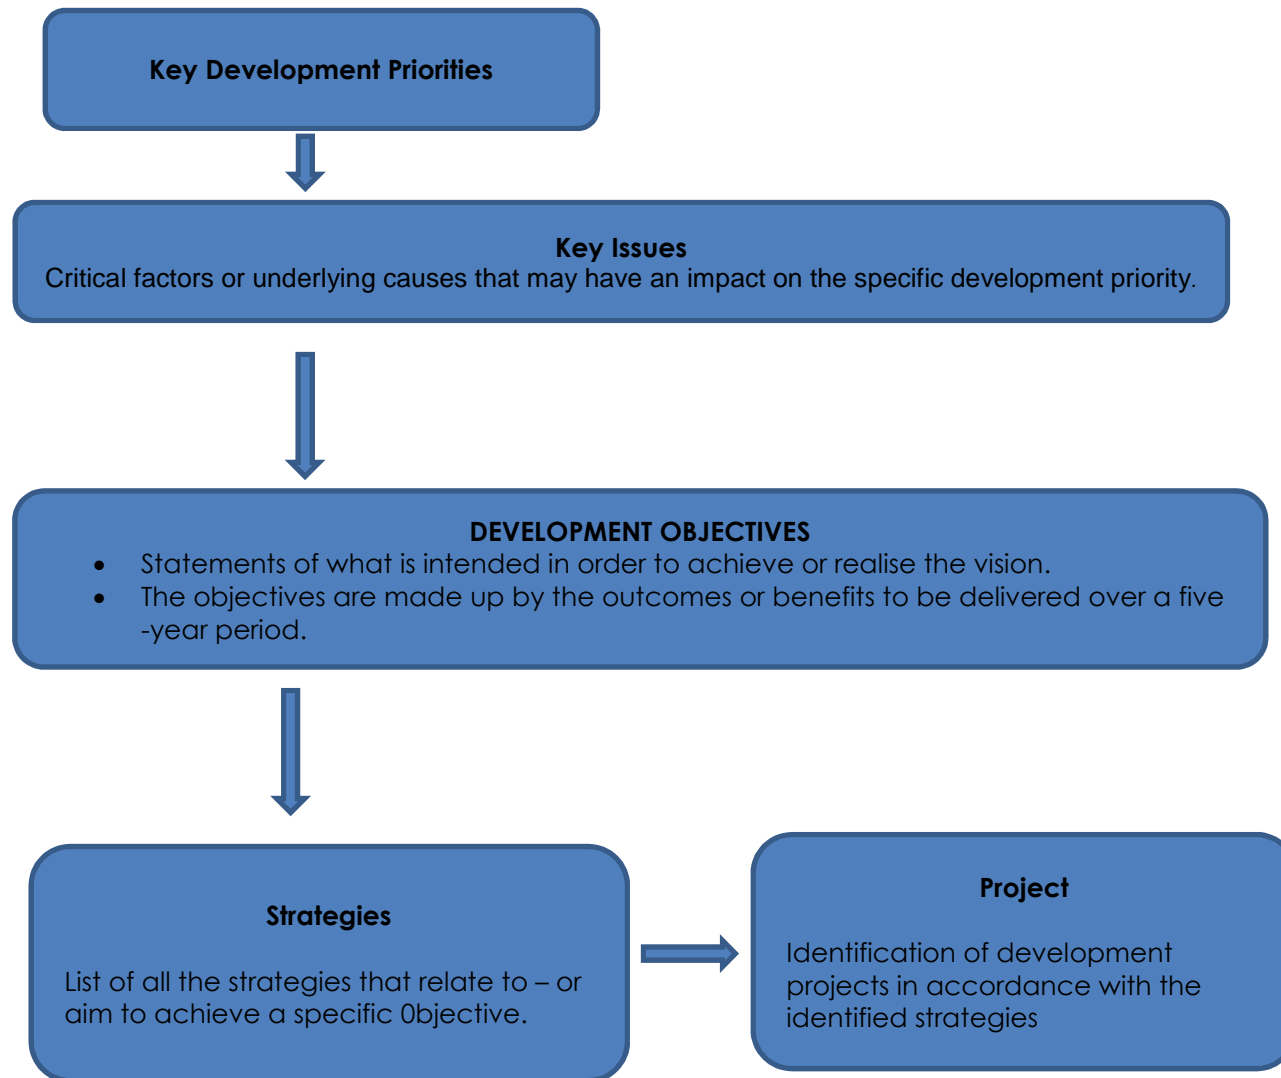 Key Development Priorities
Key Issues
Critical factors or underlying causes that may have an impact on the specific development priority.
DEVELOPMENT OBJECTIVES
• Statements of what is intended in order to achieve or realise the vision.
• The objectives are made up by the outcomes or benefits to be delivered over a five
-year period.
Strategies
List of all the strategies that relate to – or
aim to achieve a specific 0bjective.
Project
Identification of development
projects in accordance with the
identified strategies